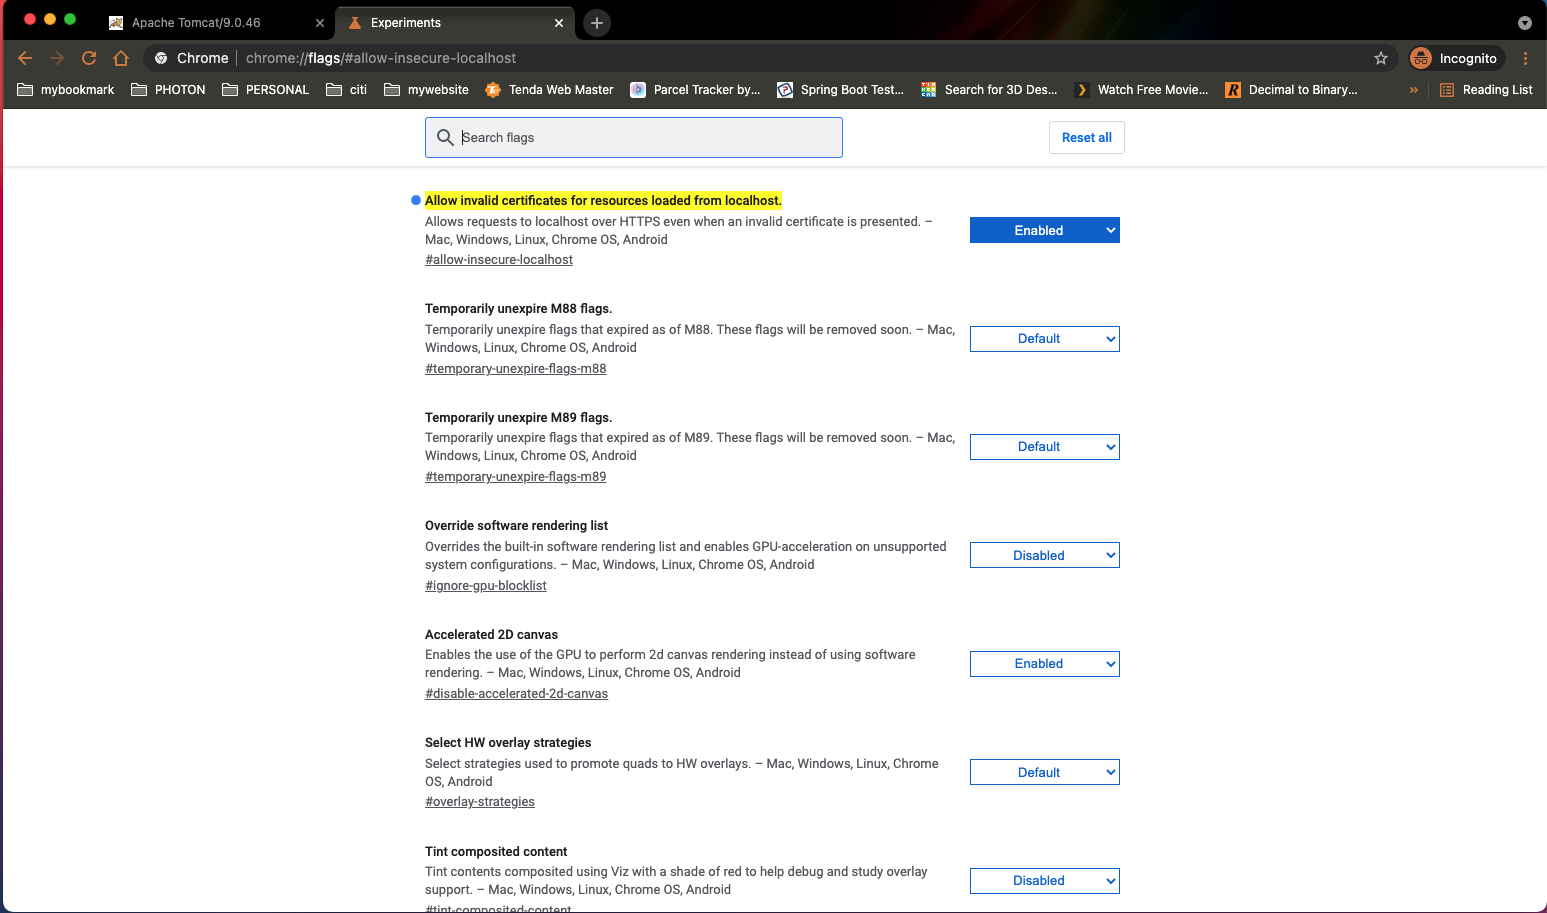 Apache Tomcat/9.0.46
Experiments
Chrome chrome://flags/#allow-insecure-localhost
Incognito
mybookmark PHOTON PERSONAL citi mywebsite Tenda Web Master Parcel Tracker by... Spring Boot Test... Search for 3D Des... Watch Free Movie... Decimal to Binary... » Reading List
Search flags
Reset all
Allow invalid certificates for resources loaded from localhost.
Allows requests to localhost over HTTPS even when an invalid certificate is presented. –
Mac, Windows, Linux, Chrome OS, Android
#allow-insecure-localhost
Enabled
Temporarily unexpire M88 flags.
Temporarily unexpire flags that expired as of M88. These flags will be removed soon. – Mac,
Windows, Linux, Chrome OS, Android
#temporary-unexpire-flags-m88
Default
Temporarily unexpire M89 flags.
Temporarily unexpire flags that expired as of M89. These flags will be removed soon. – Mac,
Windows, Linux, Chrome OS, Android
#temporary-unexpire-flags-m89
Default
Override software rendering list
Overrides the built-in software rendering list and enables GPU-acceleration on unsupported
system configurations. – Mac, Windows, Linux, Chrome OS, Android
#ignore-gpu-blocklist
Disabled
Accelerated 2D canvas
Enables the use of the GPU to perform 2d canvas rendering instead of using software
rendering. – Mac, Windows, Linux, Chrome OS, Android
#disable-accelerated-2d-canvas
Enabled
Select HW overlay strategies
Select strategies used to promote quads to HW overlays. – Mac, Windows, Linux, Chrome
OS, Android
#overlay-strategies
Default
Tint composited content
Tint contents composited using Viz with a shade of red to help debug and study overlay
support. – Mac, Windows, Linux, Chrome OS, Android
#tint-composited-content
Disabled